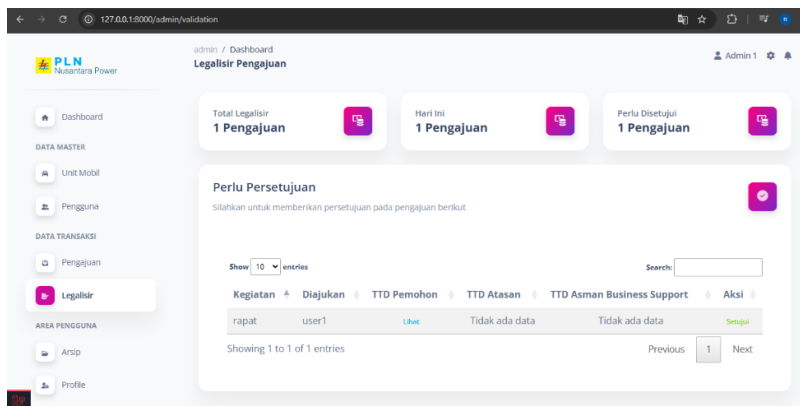 127.0.0.1:8000/admin/validation
n
PLN
Nusantara Power
admin / Dashboard
Legalisir Pengajuan
Admin 1
Dashboard
DATA MASTER
Unit Mobil
Pengguna
DATA TRANSAKSI
Pengajuan
Legalisir
AREA PENGGUNA
Arsip
Profile
Total Legalisir
1 Pengajuan
Hari Ini
1 Pengajuan
Perlu Disetujui
1 Pengajuan
Perlu Persetujuan
Silahkan untuk memberikan persetujuan pada pengajuan berikut
Show 10 entries
Search:
Kegiatan Diajukan TTD Pemohon TTD Atasan TTD Asman Business Support Aksi
rapat user1 Lihat Tidak ada data Tidak ada data Setujui
Showing 1 to 1 of 1 entries
Previous 1 Next